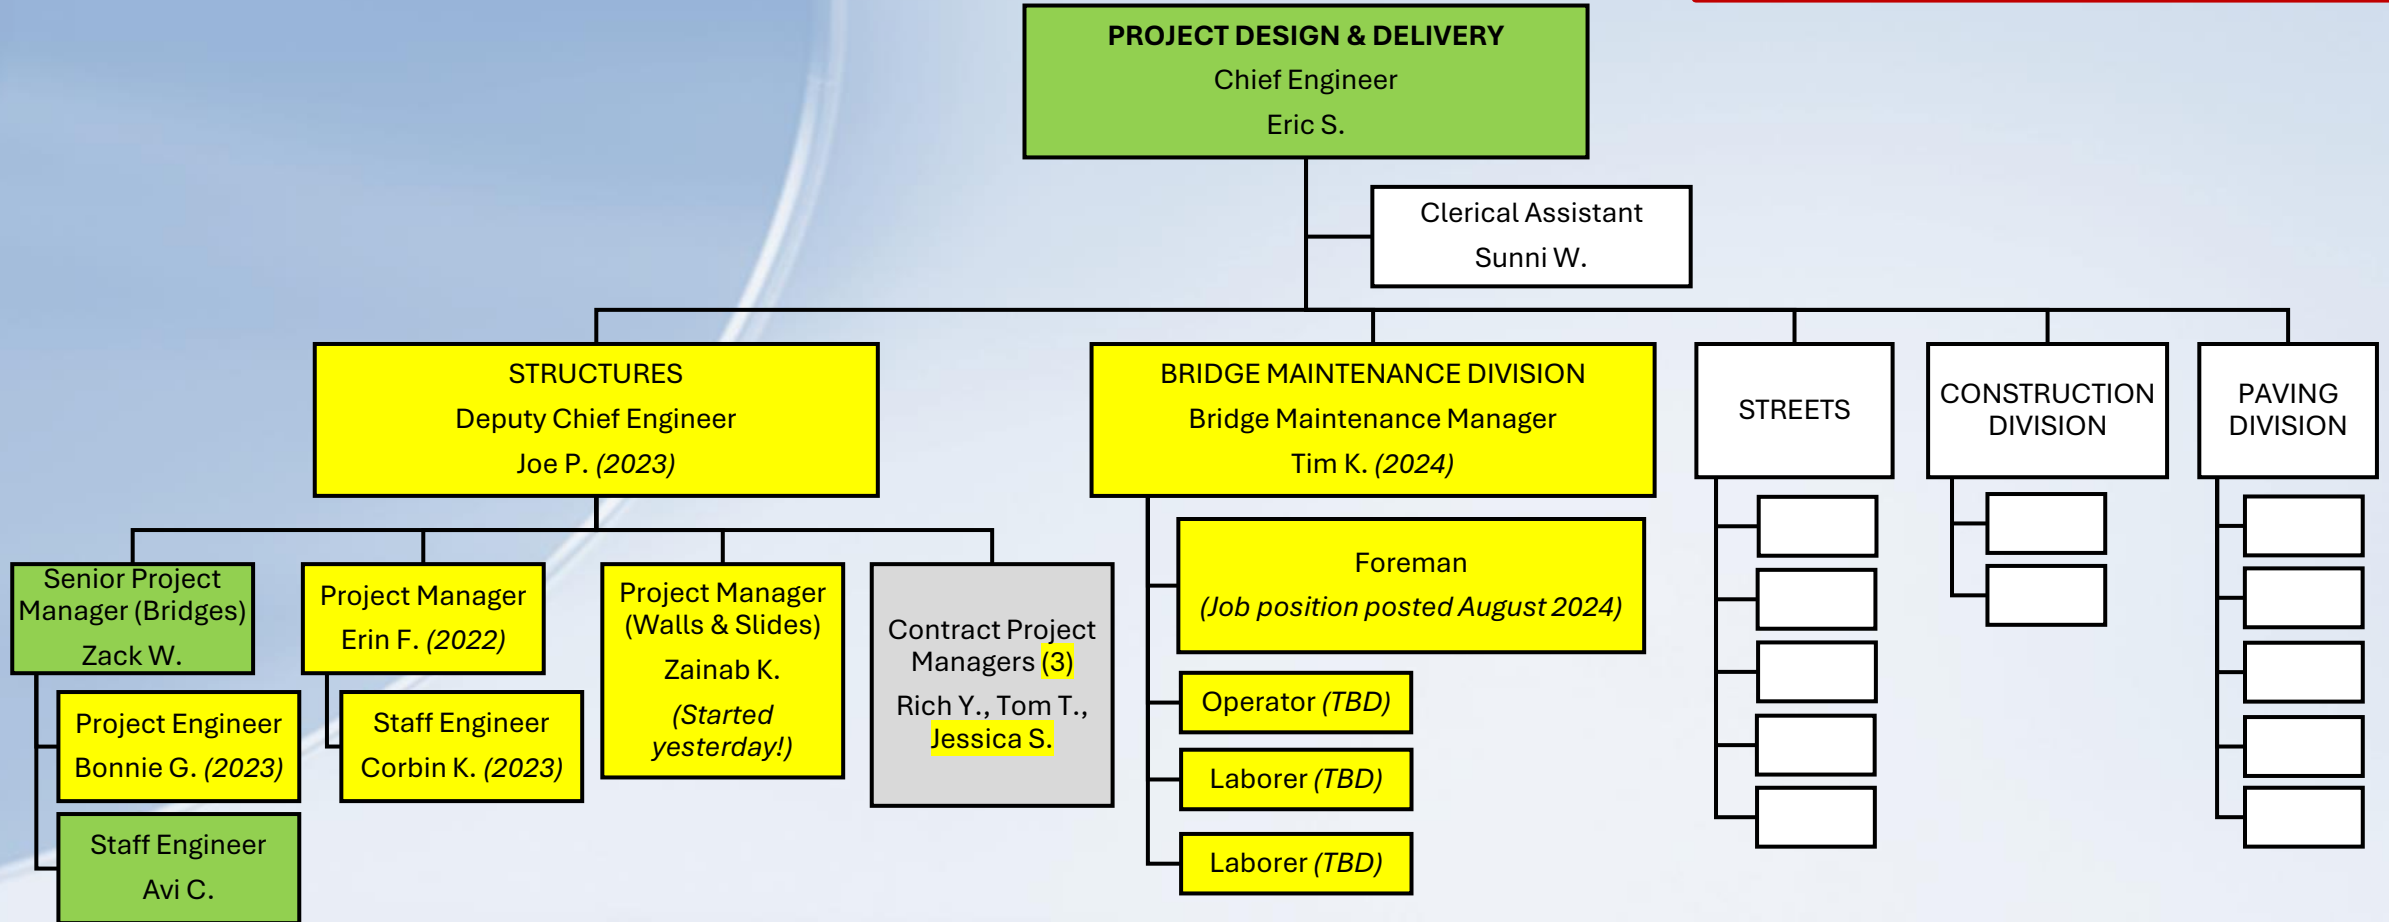 PROJECT DESIGN & DELIVERY
Chief Engineer
Eric S.
Clerical Assistant
Sunni W.
STRUCTURES
Deputy Chief Engineer
Joe P. (2023)
BRIDGE MAINTENANCE DIVISION
Bridge Maintenance Manager
Tim K. (2024)
STREETS
CONSTRUCTION
DIVISION
PAVING
DIVISION
Senior Project
Manager (Bridges)
Zack W.
Project Engineer
Bonnie G. (2023)
Staff Engineer
Avi C.
Project Manager
Erin F. (2022)
Staff Engineer
Corbin K. (2023)
Project Manager
(Walls & Slides)
Zainab K.
(Started
yesterday!)
Contract Project
Managers (3)
Rich Y., Tom T.,
Jessica S.
Foreman
(Job position posted August 2024)
Operator (TBD)
Laborer (TBD)
Laborer (TBD)